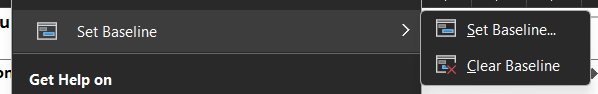 Set Baseline
Set Baseline...
Clear Baseline
Get Help on